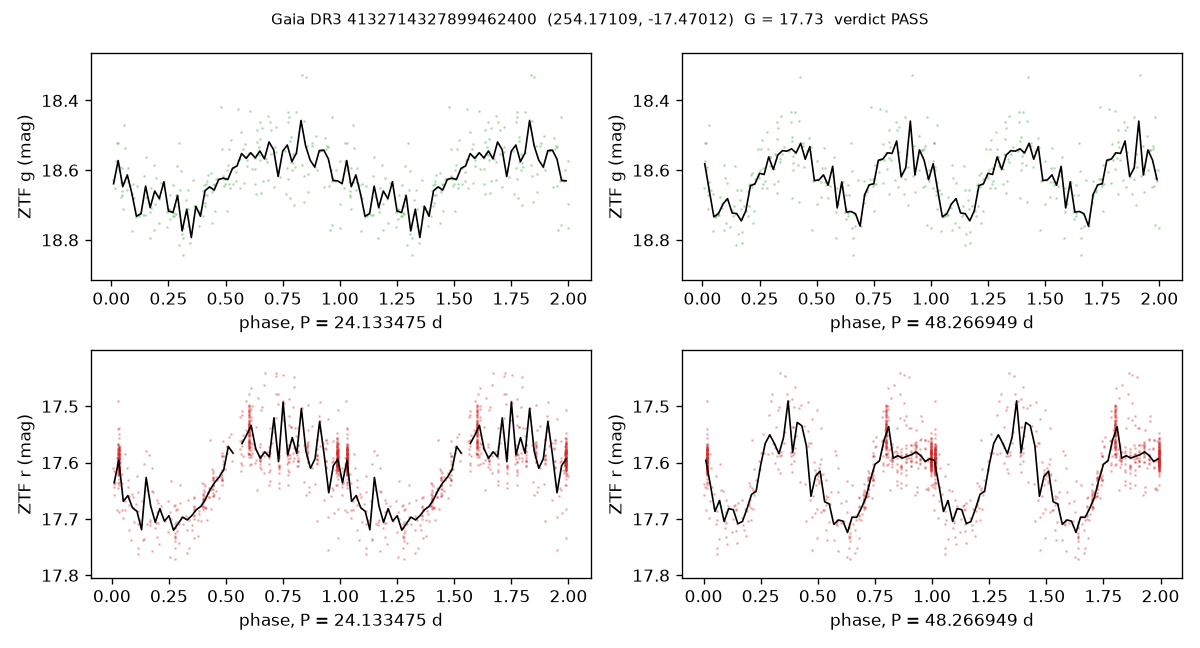 Gaia DR3 4132714327899462400  (254.17109, -17.47012)  G = 17.73  verdict PASS
ZTF g (mag)
18.4
18.6
18.8
0.00 0.25 0.50 0.75 1.00 1.25 1.50 1.75 2.00
phase, P = 24.133475 d
ZTF g (mag)
18.4
18.6
18.8
0.00 0.25 0.50 0.75 1.00 1.25 1.50 1.75 2.00
phase, P = 48.266949 d
ZTF r (mag)
17.5
17.6
17.7
17.8
0.00 0.25 0.50 0.75 1.00 1.25 1.50 1.75 2.00
phase, P = 24.133475 d
ZTF r (mag)
17.5
17.6
17.7
17.8
0.00 0.25 0.50 0.75 1.00 1.25 1.50 1.75 2.00
phase, P = 48.266949 d